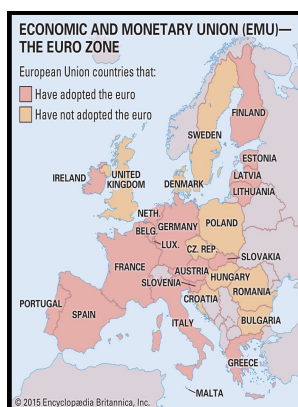 ECONOMIC AND MONETARY UNION (EMU)—
THE EURO ZONE
European Union countries that:
Have adopted the euro
Have not adopted the euro
FINLAND
SWEDEN
ESTONIA
LATVIA
LITHUANIA
IRELAND
UNITED
KINGDOM
DENMARK
NETH.
BELG.
GERMANY
POLAND
LUX.
CZ. REP.
SLOVAKIA
FRANCE
AUSTRIA
HUNGARY
SLOVENIA
CROATIA
ROMANIA
BULGARIA
PORTUGAL
SPAIN
ITALY
GREECE
MALTA
© 2015 Encyclopædia Britannica, Inc.